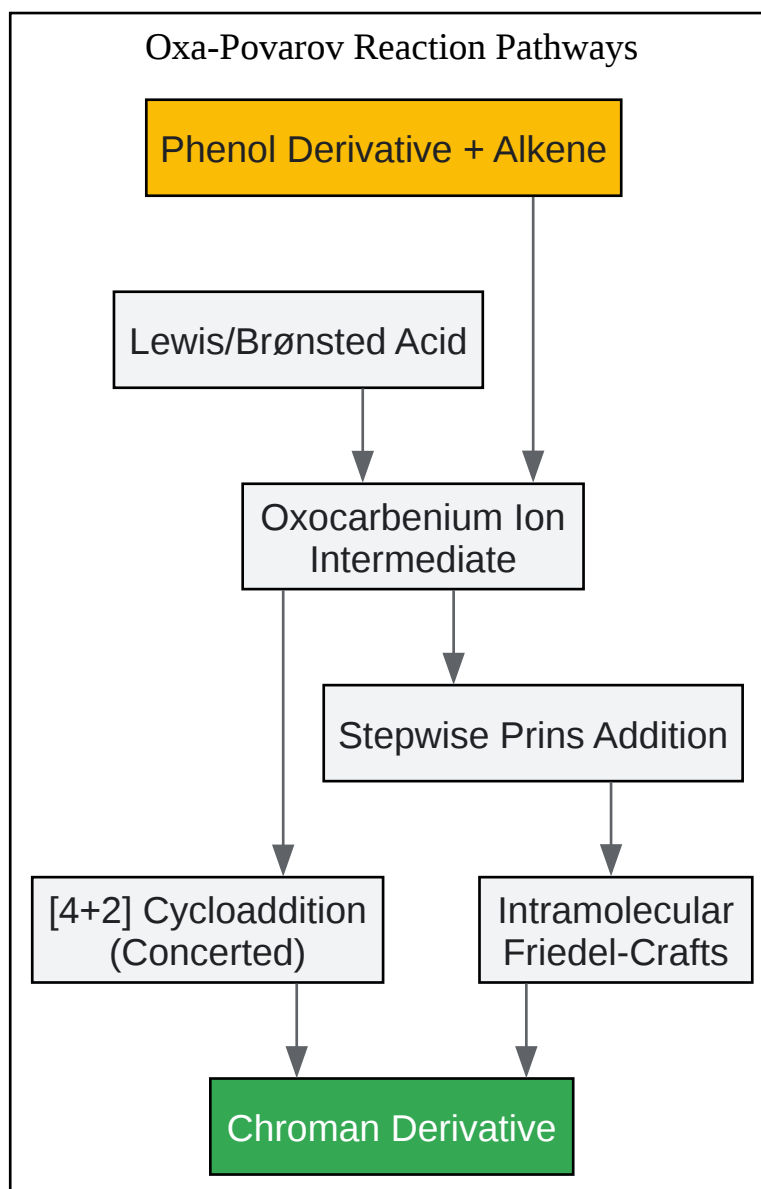 Oxa-Povarov Reaction Pathways
Phenol Derivative + Alkene
Lewis/Brønsted Acid
Oxocarbenium Ion
Intermediate
Stepwise Prins Addition
[4+2] Cycloaddition
(Concerted)
Intramolecular
Friedel-Crafts
Chroman Derivative